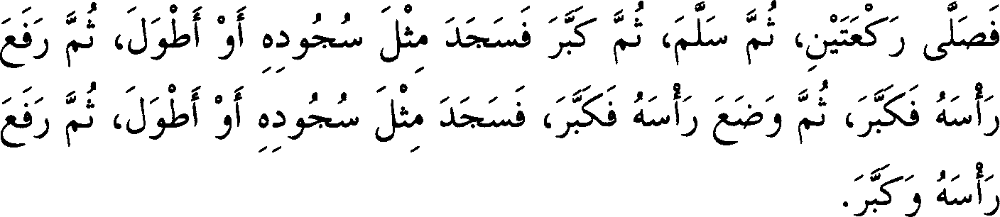 فَصَلَّى رَكْعَتَيْنِ، ثُمَّ سَلَّمَ، ثُمَّ كَبَّرَ فَسَجَدَ مِثْلَ سُجُودِهِ أَوْ أَطْوَلَ، ثُمَّ رَفَعَ
رَأْسَهُ فَكَبَّرَ، ثُمَّ وَضَعَ رَأْسَهُ فَكَبَّرَ، فَسَجَدَ مِثْلَ سُجُودِهِ أَوْ أَطْوَلَ، ثُمَّ رَفَعَ
رَأْسَهُ وَكَبَّرَ.